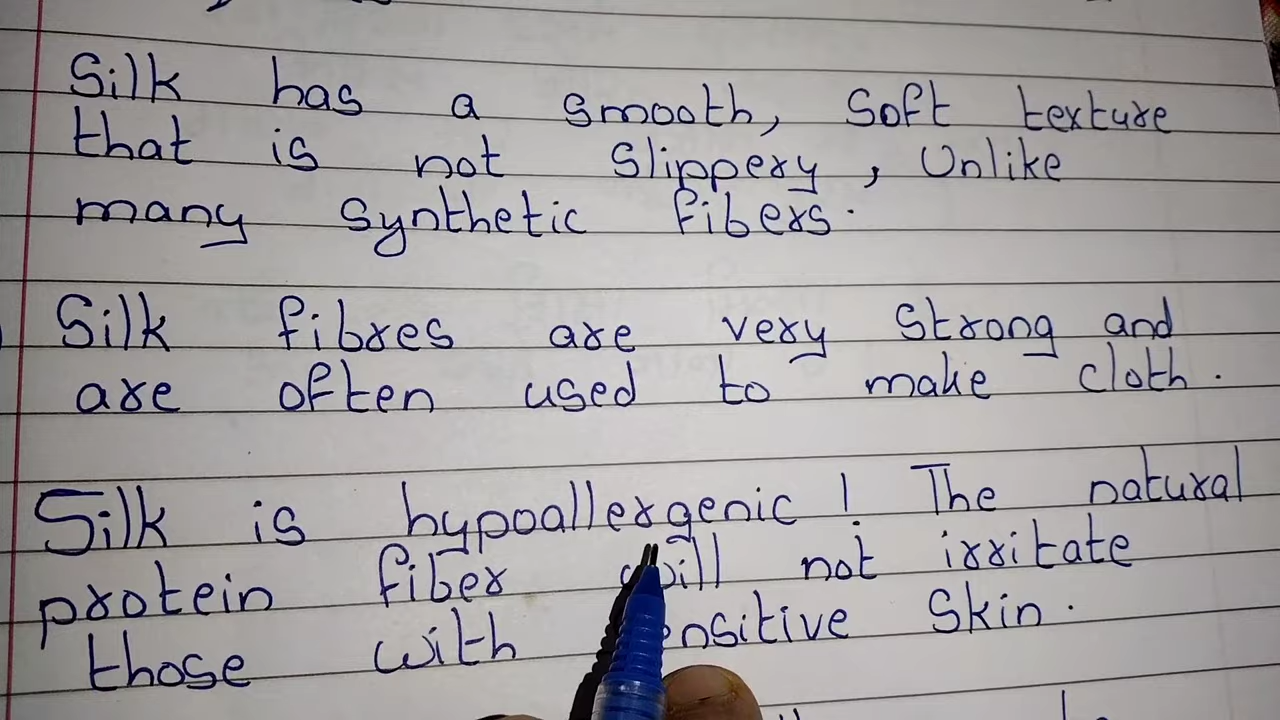 Silk has a smooth, soft texture
that is not slippery, Unlike
many synthetic fibers.
Silk fibres are very strong and
are often used to make cloth.
Silk is hypoallergenic! The natural
protein fiber will not irritate
those with sensitive skin.